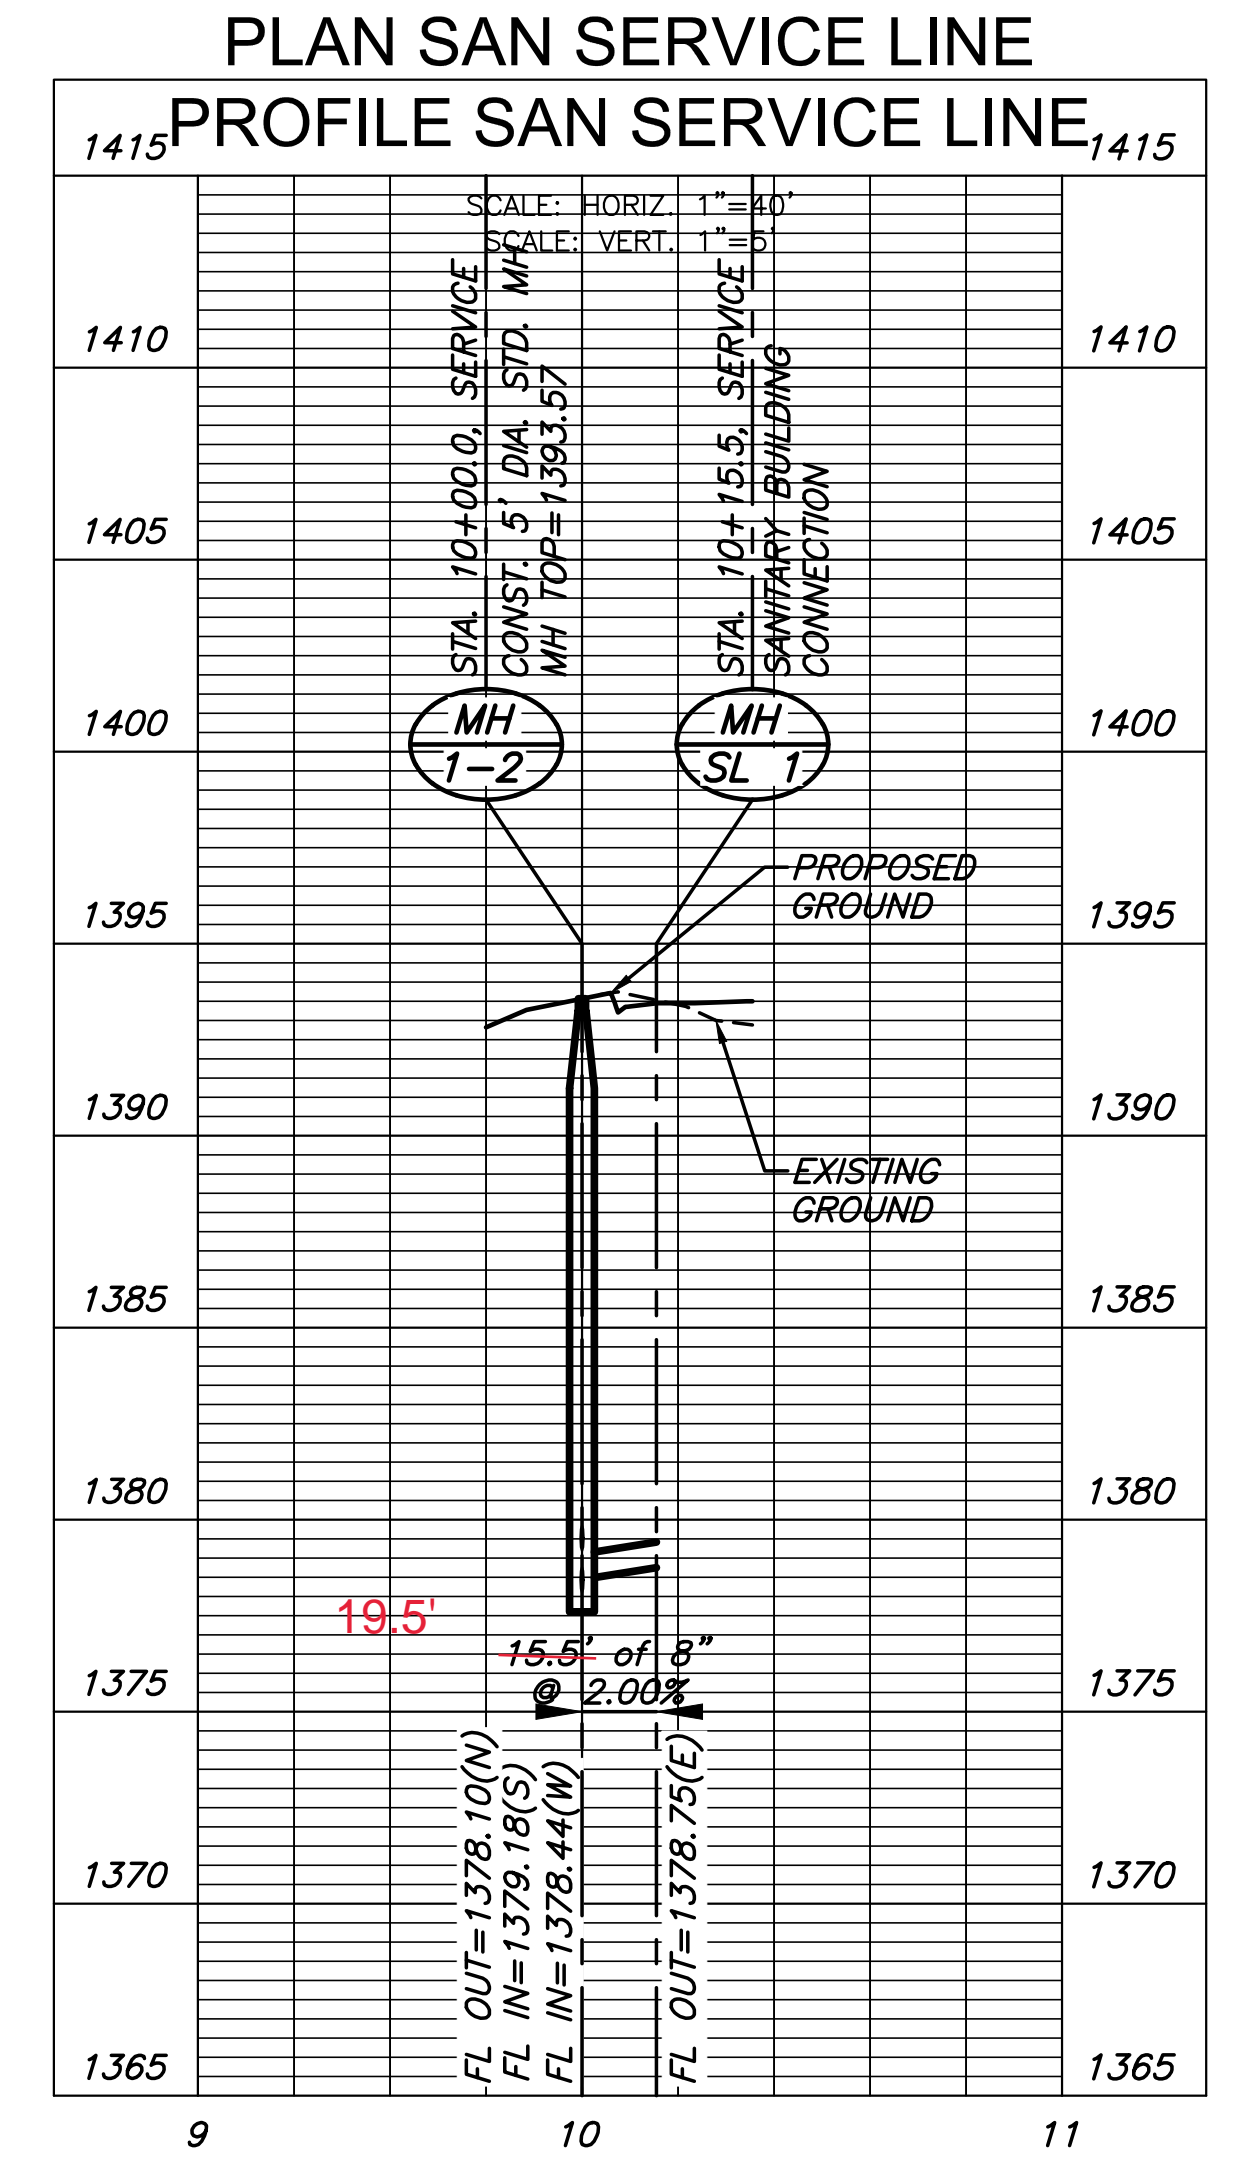 PLAN SAN SERVICE LINE
PROFILE SAN SERVICE LINE
1415 1415
SCALE: HORIZ. 1"=40'
SCALE: VERT. 1"=5'
STA. 10+00.0, SERVICE
CONST. 5' DIA. STD. MH
MH TOP=1393.57
STA. 10+15.5, SERVICE
SANITARY BUILDING
CONNECTION
1410 1410
1405 1405
1400 1400
MH
1-2
MH
SL 1
PROPOSED
GROUND
1395 1395
1390 1390
EXISTING
GROUND
1385 1385
1380 1380
19.5'
15.5' of 8"
@ 2.00%
1375 1375
FL OUT=1378.10(N)
FL IN=1379.18(S)
FL IN=1378.44(W)
FL OUT=1378.75(E)
1370 1370
1365 1365
9 10 11